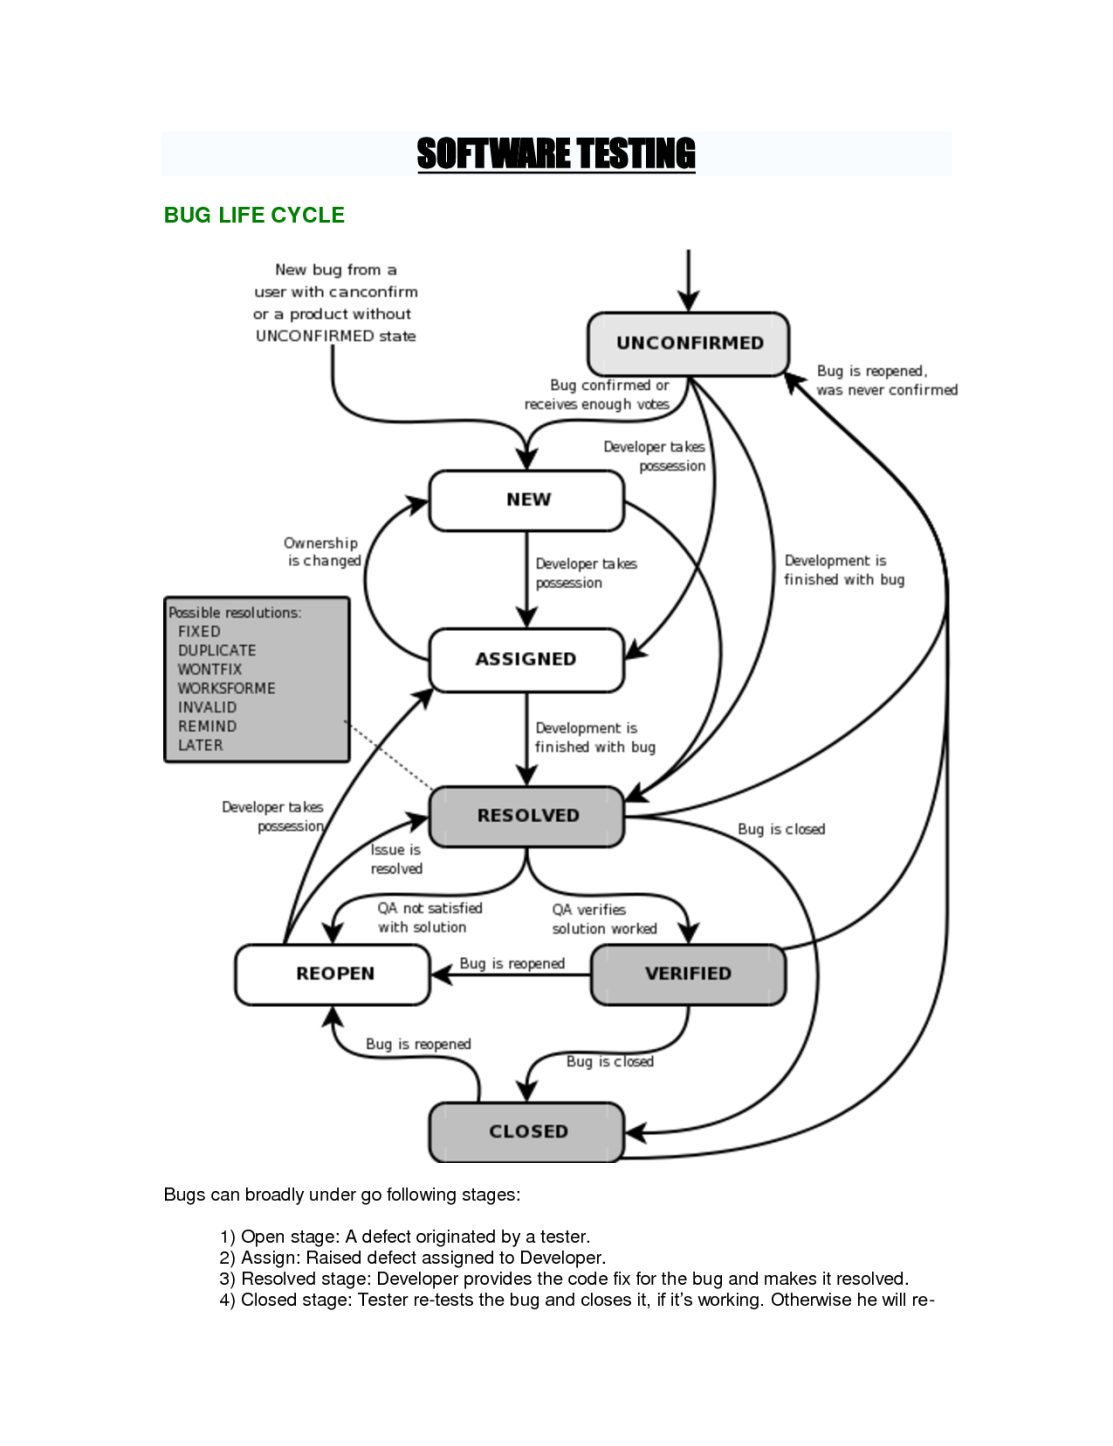 SOFTWARE TESTING
BUG LIFE CYCLE
New bug from a
user with canconfirm
or a product without
UNCONFIRMED state
UNCONFIRMED
Bug is reopened,
was never confirmed
Bug confirmed or
receives enough votes
Developer takes
possession
NEW
Ownership
is changed
Developer takes
possession
Development is
finished with bug
Possible resolutions:
FIXED
DUPLICATE
WONTFIX
WORKSFORME
INVALID
REMIND
LATER
ASSIGNED
Development is
finished with bug
RESOLVED
Developer takes
possession
Bug is closed
Issue is
resolved
QA not satisfied
with solution
QA verifies
solution worked
REOPEN
Bug is reopened
VERIFIED
Bug is reopened
Bug is closed
CLOSED
Bugs can broadly under go following stages:
1) Open stage: A defect originated by a tester.
2) Assign: Raised defect assigned to Developer.
3) Resolved stage: Developer provides the code fix for the bug and makes it resolved.
4) Closed stage: Tester re-tests the bug and closes it, if it’s working. Otherwise he will re-